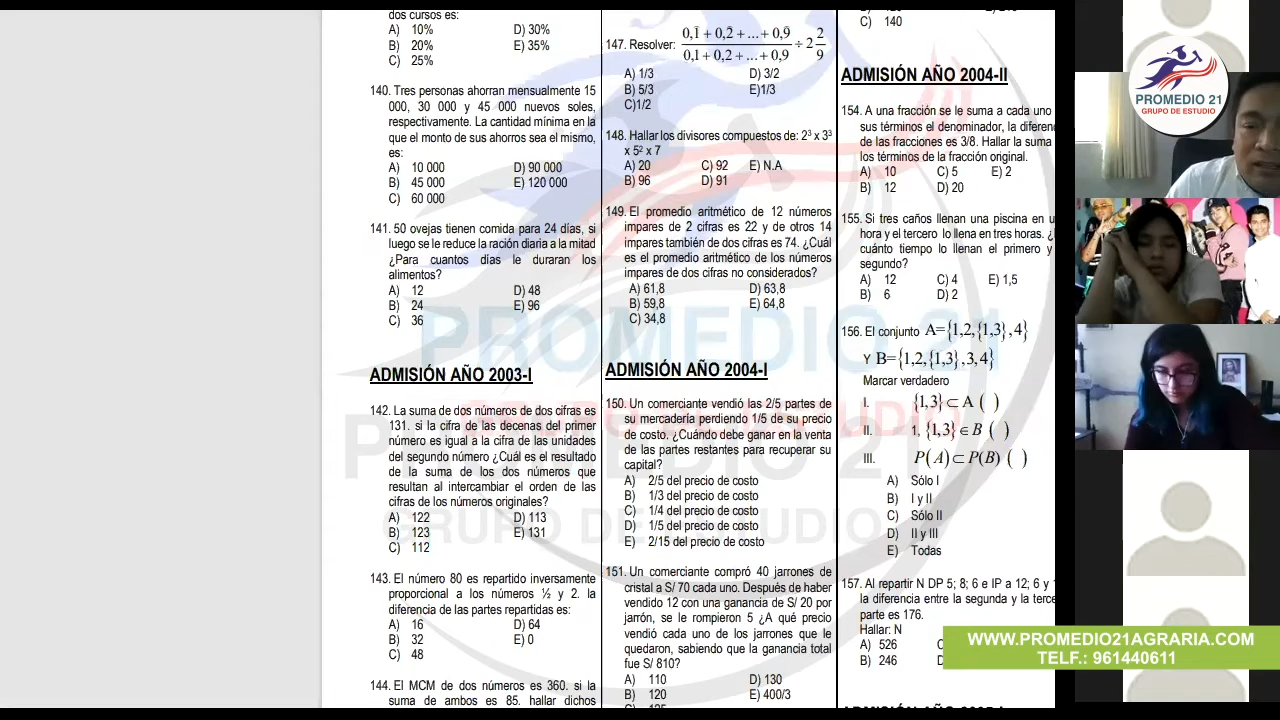 dos cursos es:
A) 10% D) 30%
B) 20% E) 35%
C) 25%
140. Tres personas ahorran mensualmente 15
000, 30 000 y 45 000 nuevos soles,
respectivamente. La cantidad mínima en la
que el monto de sus ahorros sea el mismo,
es:
A) 10 000 D) 90 000
B) 45 000 E) 120 000
C) 60 000
141. 50 ovejas tienen comida para 24 días, si
luego se le reduce la ración diaria a la mitad
¿Para cuantos días le duraran los
alimentos?
A) 12 D) 48
B) 24 E) 96
C) 36
ADMISIÓN AÑO 2003-I
142. La suma de dos números de dos cifras es
131. si la cifra de las decenas del primer
número es igual a la cifra de las unidades
del segundo número ¿Cuál es el resultado
de la suma de los dos números que
resultan al intercambiar el orden de las
cifras de los números originales?
A) 122 D) 113
B) 123 E) 131
C) 112
143. El número 80 es repartido inversamente
proporcional a los números ½ y 2. la
diferencia de las partes repartidas es:
A) 16 D) 64
B) 32 E) 0
C) 48
144. El MCM de dos números es 360. si la
suma de ambos es 85. hallar dichos
147. Resolver: (0,1̄ + 0,2̄ + ... + 0,9̄)/(0,1 + 0,2 + ... + 0,9) ÷ 2 2/9
A) 1/3 D) 3/2
B) 5/3 E)1/3
C)1/2
148. Hallar los divisores compuestos de: 2³ x 3³
x 5² x 7
A) 20 C) 92 E) N.A
B) 96 D) 91
149. El promedio aritmético de 12 números
impares de 2 cifras es 22 y de otros 14
impares también de dos cifras es 74. ¿Cuál
es el promedio aritmético de los números
impares de dos cifras no considerados?
A) 61,8 D) 63,8
B) 59,8 E) 64,8
C) 34,8
ADMISIÓN AÑO 2004-I
150. Un comerciante vendió las 2/5 partes de
su mercadería perdiendo 1/5 de su precio
de costo. ¿Cuándo debe ganar en la venta
de las partes restantes para recuperar su
capital?
A) 2/5 del precio de costo
B) 1/3 del precio de costo
C) 1/4 del precio de costo
D) 1/5 del precio de costo
E) 2/15 del precio de costo
151. Un comerciante compró 40 jarrones de
cristal a S/ 70 cada uno. Después de haber
vendido 12 con una ganancia de S/ 20 por
jarrón, se le rompieron 5 ¿A qué precio
vendió cada uno de los jarrones que le
quedaron, sabiendo que la ganancia total
fue S/ 810?
A) 110 D) 130
B) 120 E) 400/3
C) 140
ADMISIÓN AÑO 2004-II
154. A una fracción se le suma a cada uno
sus términos el denominador, la diferen
de las fracciones es 3/8. Hallar la suma
los términos de la fracción original.
A) 10 C) 5 E) 2
B) 12 D) 20
155. Si tres caños llenan una piscina en u
hora y el tercero lo llena en tres horas. ¿
cuánto tiempo lo llenan el primero y
segundo?
A) 12 C) 4 E) 1,5
B) 6 D) 2
156. El conjunto A={1,2,{1,3},4}
Y B={1,2,{1,3},3,4}
Marcar verdadero
I. {1,3} ⊂ A ( )
II. 1, {1,3} ∈ B ( )
III. P(A) ⊂ P(B) ( )
A) Sólo I
B) I y II
C) Sólo II
D) II y III
E) Todas
157. Al repartir N DP 5; 8; 6 e IP a 12; 6 y
la diferencia entre la segunda y la terce
parte es 176.
Hallar: N
A) 526
B) 246
PROMEDIO 21
GRUPO DE ESTUDIO
WWW.PROMEDIO21AGRARIA.COM
TELF.: 961440611
PROMEDIO 21
GRUPO DE ESTUDIO